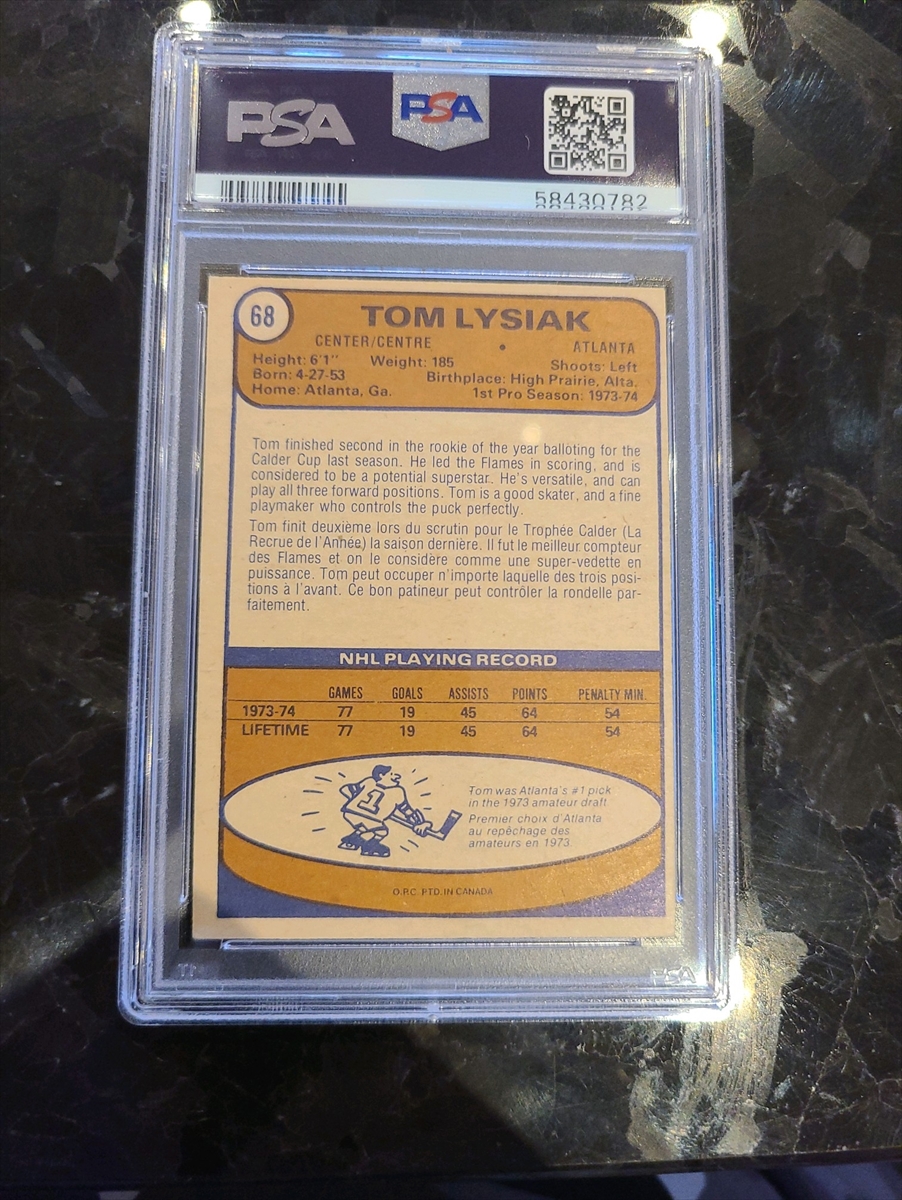 PSA
PSA
58430782
68
TOM LYSIAK
CENTER/CENTRE • ATLANTA
Height: 6'1" Weight: 185 Shoots: Left
Born: 4-27-53 Birthplace: High Prairie, Alta.
Home: Atlanta, Ga. 1st Pro Season: 1973-74
Tom finished second in the rookie of the year balloting for the
Calder Cup last season. He led the Flames in scoring, and is
considered to be a potential superstar. He's versatile, and can
play all three forward positions. Tom is a good skater, and a fine
playmaker who controls the puck perfectly.
Tom finit deuxième lors du scrutin pour le Trophée Calder (La
Recrue de l'Année) la saison dernière. Il fut le meilleur compteur
des Flames et on le considère comme une super-vedette en
puissance. Tom peut occuper n'importe laquelle des trois posi-
tions à l'avant. Ce bon patineur peut contrôler la rondelle par-
faitement.
NHL PLAYING RECORD
GAMES GOALS ASSISTS POINTS PENALTY MIN.
1973-74 77 19 45 64 54
LIFETIME 77 19 45 64 54
1
Tom was Atlanta's #1 pick
in the 1973 amateur draft.
Premier choix d'Atlanta
au repêchage des
amateurs en 1973.
O.P.C. PTD. IN CANADA
PSA